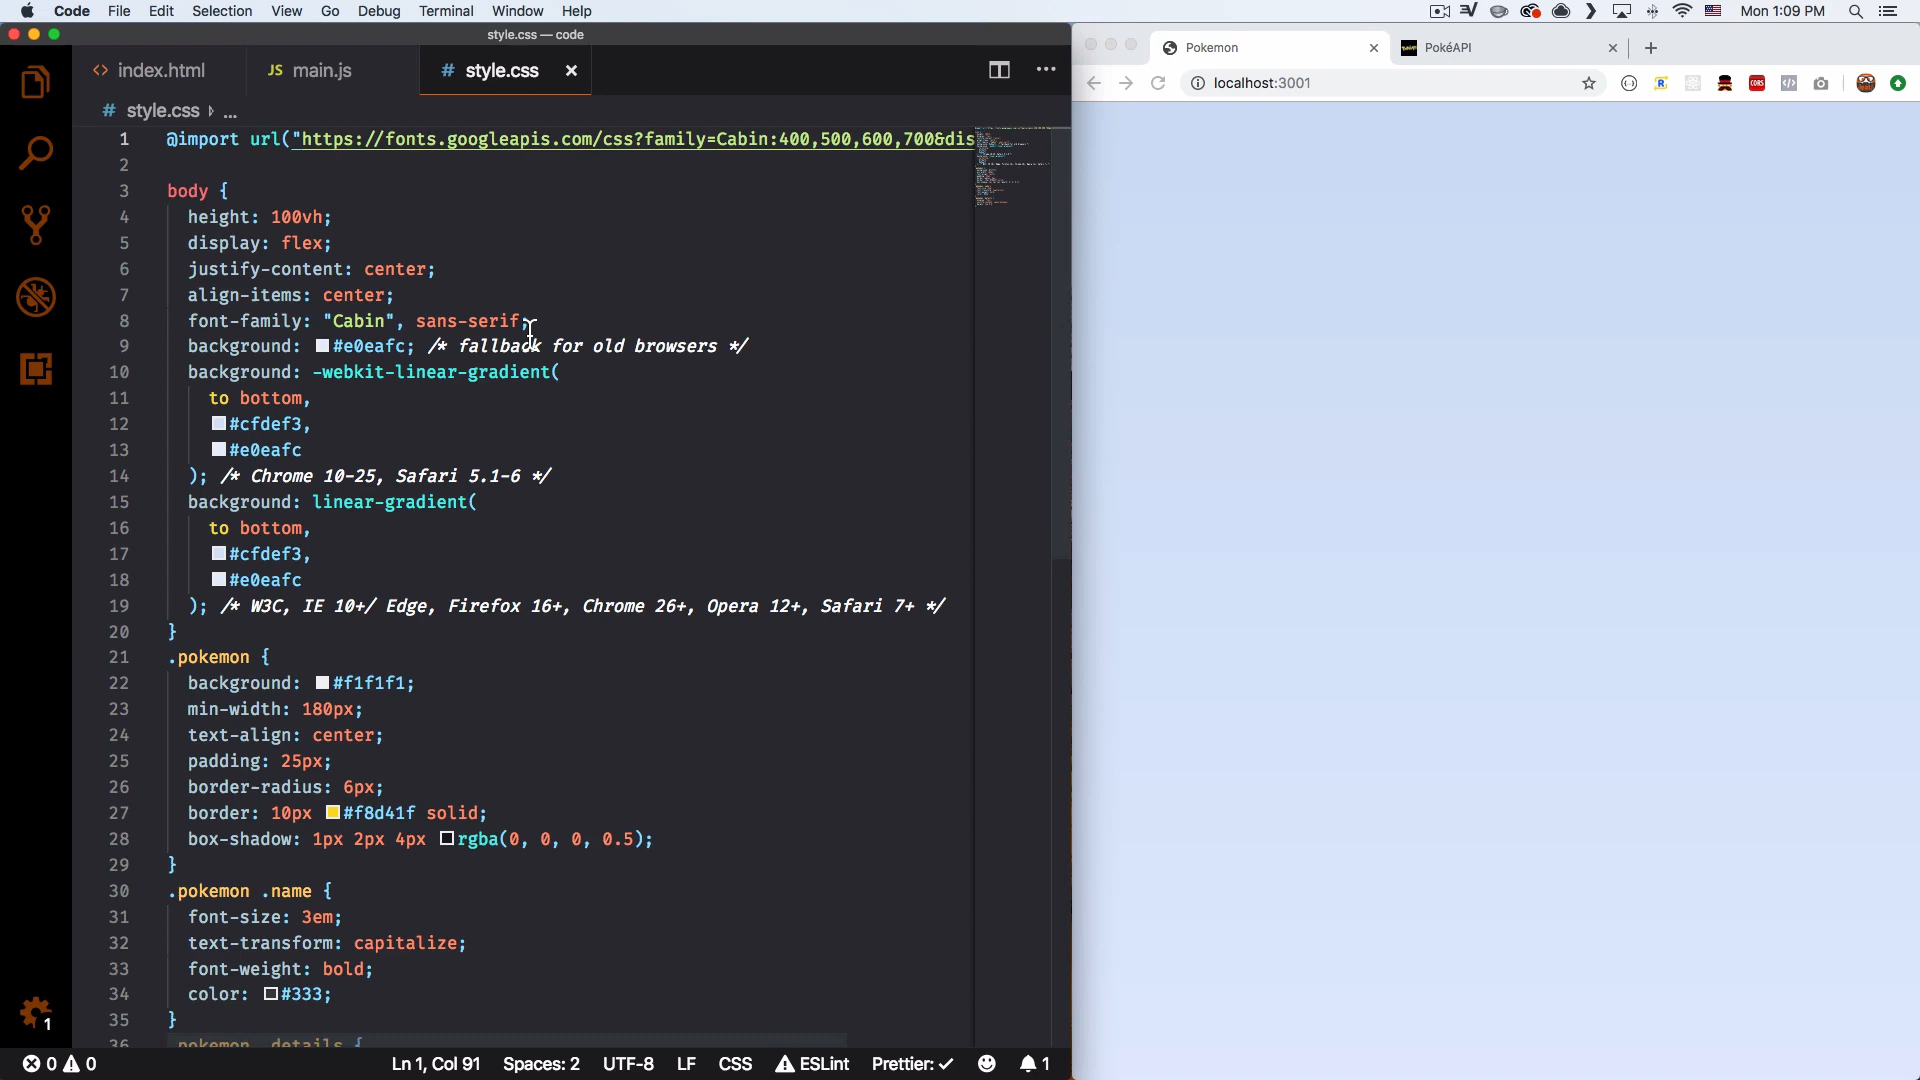 Code File Edit Selection View Go Debug Terminal Window Help
Mon 1:09 PM
style.css — code
index.html
JS main.js
# style.css
# style.css › ...
1 @import url("https://fonts.googleapis.com/css?family=Cabin:400,500,600,700&dis
2
3 body {
4 height: 100vh;
5 display: flex;
6 justify-content: center;
7 align-items: center;
8 font-family: "Cabin", sans-serif;
9 background: #e0eafc; /* fallback for old browsers */
10 background: -webkit-linear-gradient(
11 to bottom,
12 #cfdef3,
13 #e0eafc
14 ); /* Chrome 10-25, Safari 5.1-6 */
15 background: linear-gradient(
16 to bottom,
17 #cfdef3,
18 #e0eafc
19 ); /* W3C, IE 10+/ Edge, Firefox 16+, Chrome 26+, Opera 12+, Safari 7+ */
20 }
21 .pokemon {
22 background: #f1f1f1;
23 min-width: 180px;
24 text-align: center;
25 padding: 25px;
26 border-radius: 6px;
27 border: 10px #f8d41f solid;
28 box-shadow: 1px 2px 4px rgba(0, 0, 0, 0.5);
29 }
30 .pokemon .name {
31 font-size: 3em;
32 text-transform: capitalize;
33 font-weight: bold;
34 color: #333;
35 }
36 .pokemon .details {
1
0 0
Ln 1, Col 91 Spaces: 2 UTF-8 LF CSS ESLint Prettier: ✓ 1
Pokemon
PokéAPI
localhost:3001
CORS